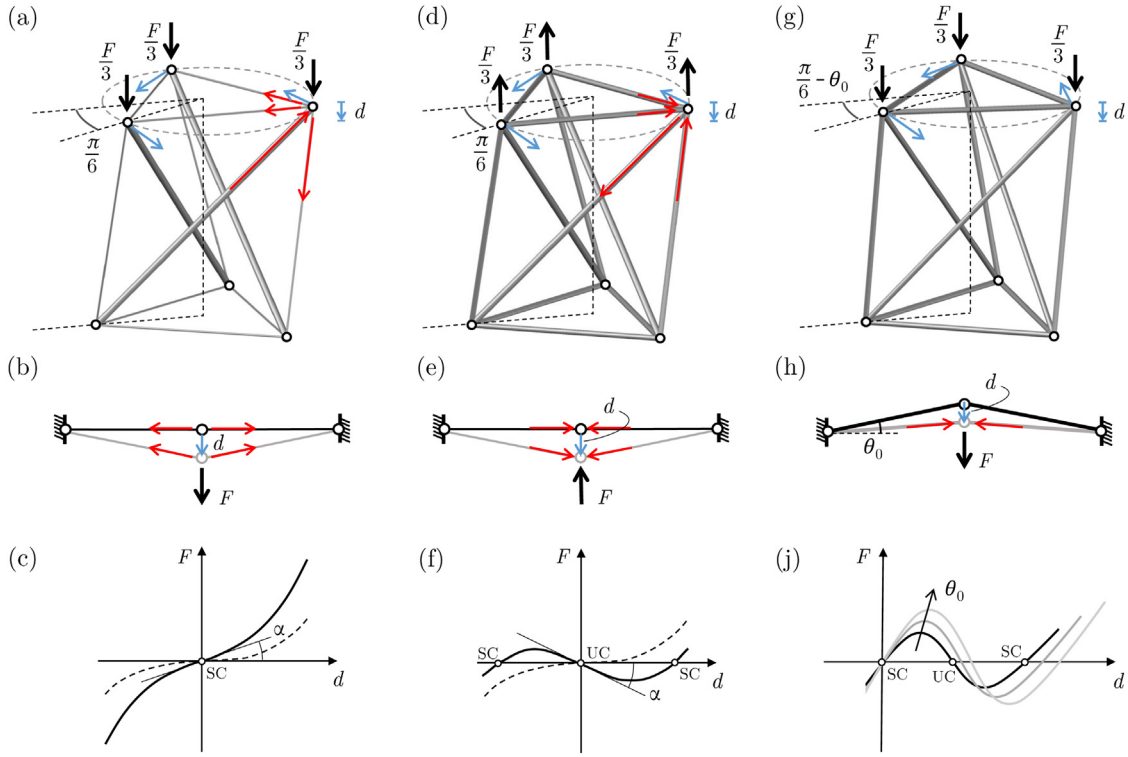 (a)
F/3
F/3
F/3
d
π/6
(d)
F/3
F/3
F/3
d
π/6
(g)
F/3
F/3
F/3
π/6 - θ0
d
(b)
d
F
(e)
d
F
(h)
d
θ0
F
(c)
F
α
SC
d
(f)
F
SC
UC
SC
α
d
(j)
F
θ0
SC
UC
SC
d